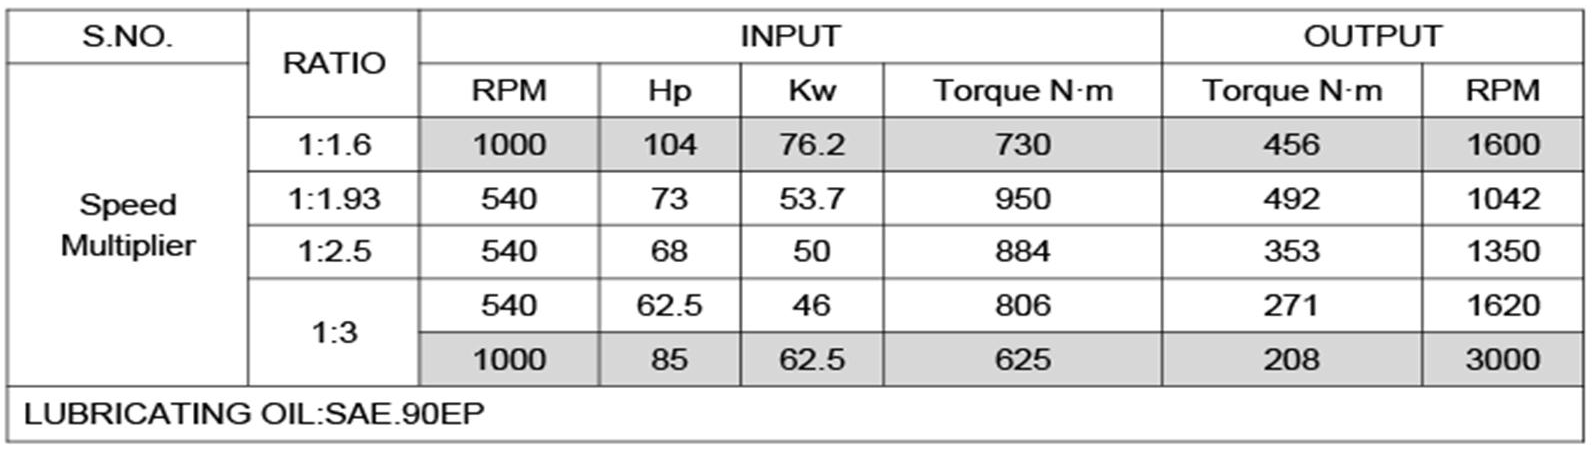 S.NO. RATIO INPUT OUTPUT
RPM Hp Kw Torque N·m Torque N·m RPM
Speed Multiplier
1:1.6 1000 104 76.2 730 456 1600
1:1.93 540 73 53.7 950 492 1042
1:2.5 540 68 50 884 353 1350
1:3 540 62.5 46 806 271 1620
1000 85 62.5 625 208 3000
LUBRICATING OIL:SAE.90EP